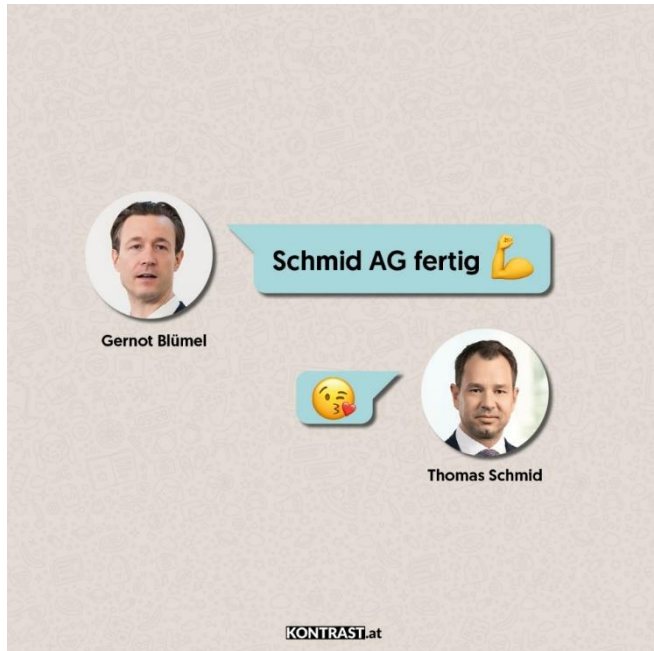 Schmid AG fertig 💪
Gernot Blümel
😘
Thomas Schmid
KONTRAST.at